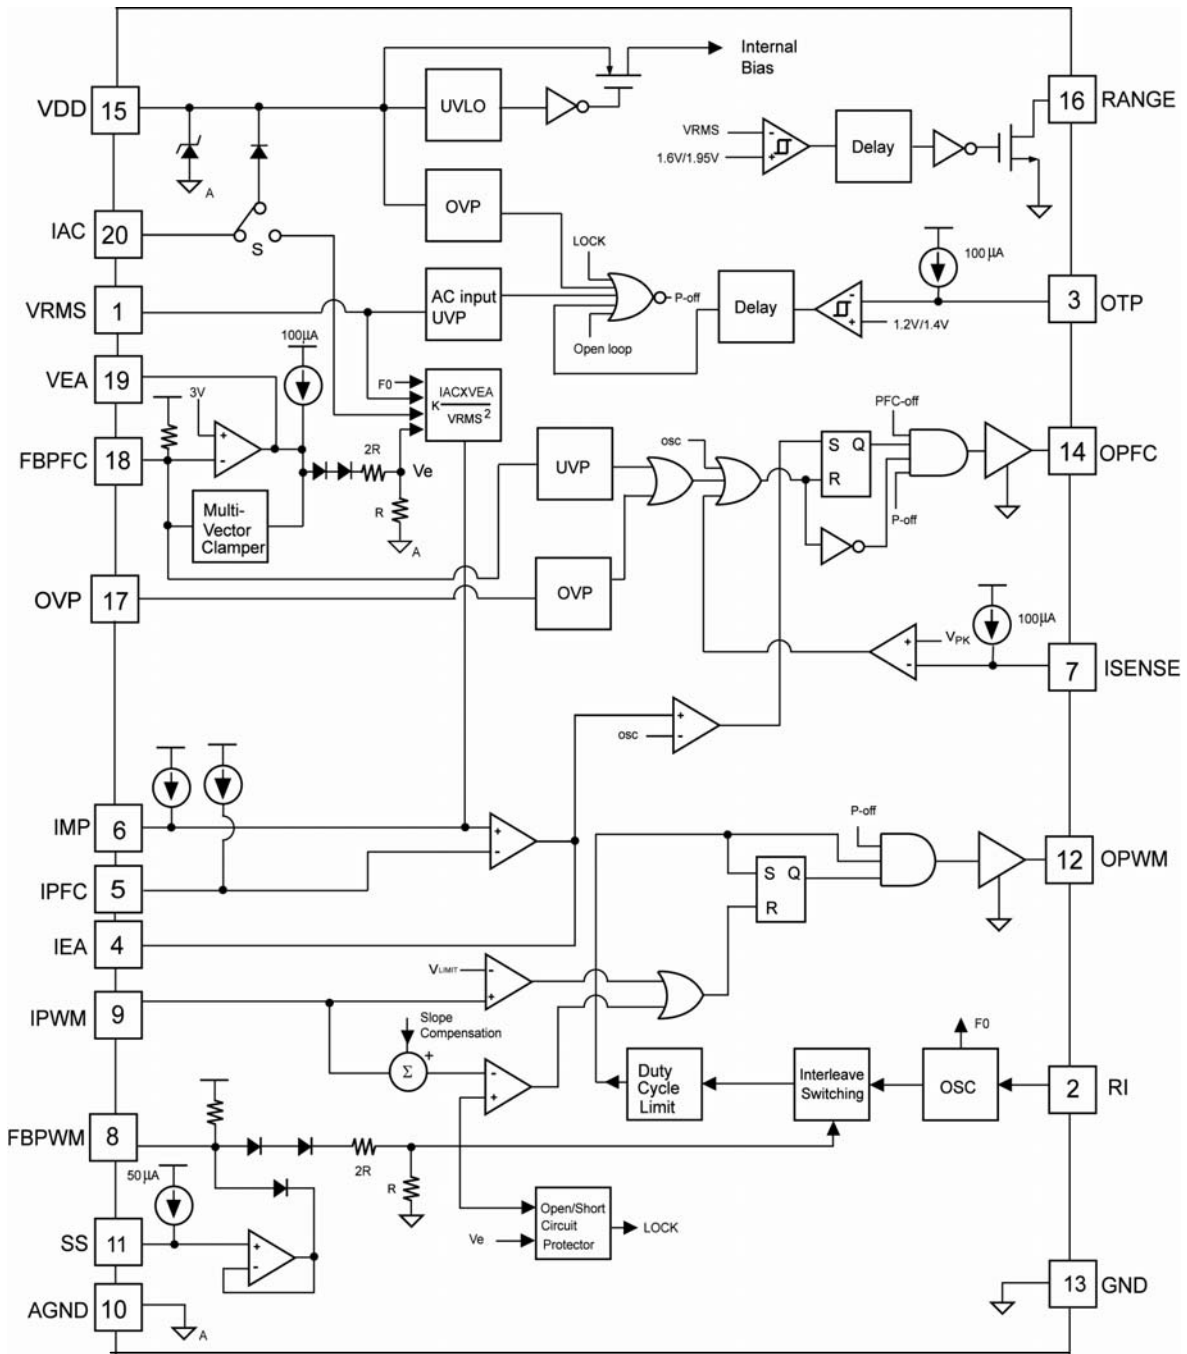 Internal
Bias
VDD
15
UVLO
16
RANGE
VRMS
-
1.6V/1.95V
+
Delay
A
OVP
IAC
20
S
LOCK
100μA
P-off
VRMS
1
AC input
UVP
Delay
-
+
1.2V/1.4V
3
OTP
Open loop
100μA
VEA
19
3V
F0
K IACXVEA
VRMS2
PFC-off
+
-
2R
Ve
osc
S
Q
R
FBPFC
18
UVP
14
OPFC
Multi-
Vector
Clamper
R
A
P-off
OVP
17
OVP
100μA
+
VPK
-
7
ISENSE
+
osc
-
IMP
6
+
-
P-off
IPFC
5
S
Q
R
12
OPWM
IEA
4
VLIMIT
-
+
IPWM
9
Slope
Compensation
F0
Σ
+
-
+
Duty
Cycle
Limit
Interleave
Switching
OSC
2
RI
FBPWM
8
2R
50μA
R
Open/Short
Circuit
Protector
LOCK
Ve
SS
11
+
-
13
GND
AGND
10
A